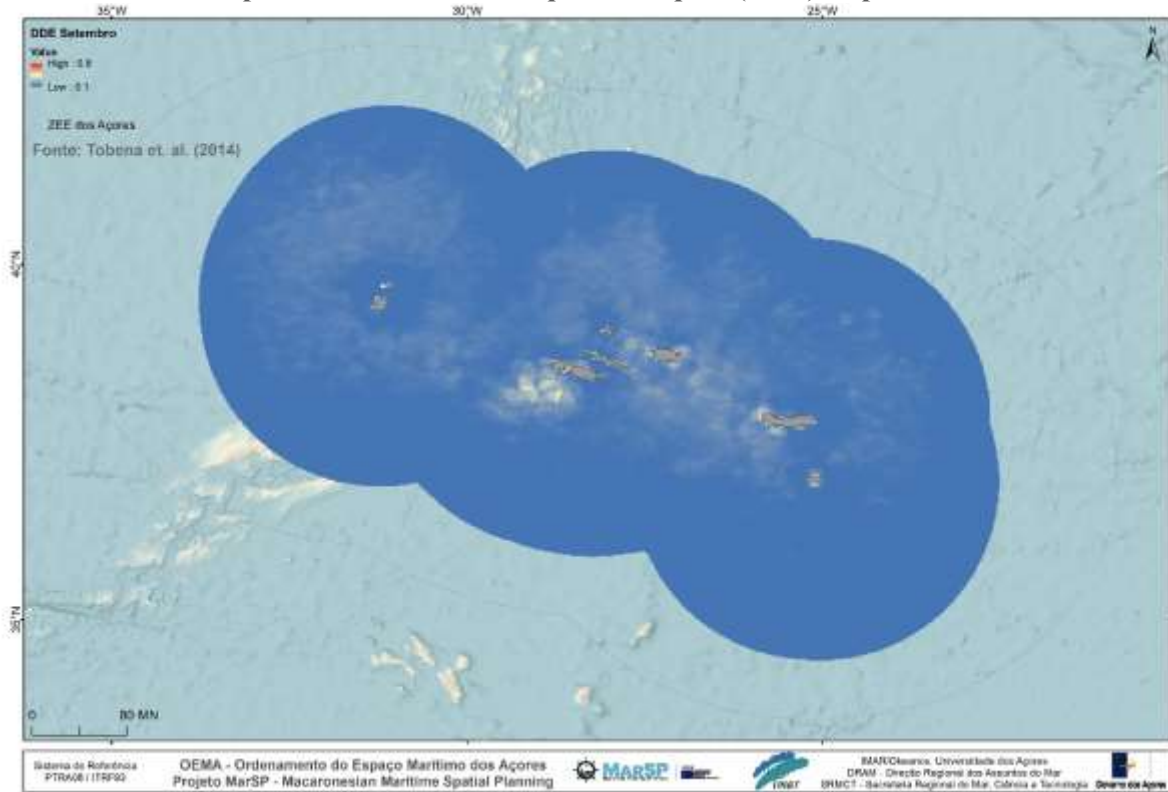 35°W 30°W 25°W
DDE Setembro
Value
High : 0.8
Low : 0.1
ZEE dos Açores
Fonte: Tobena et. al. (2014)
N
40°N
35°N
0 80 MN
Sistema de Referência
PTRA08 / ITRF93
OEMA - Ordenamento do Espaço Marítimo dos Açores
Projeto MarSP - Macaronesian Maritime Spatial Planning
MARSP
IMAR
IMAR/Okeanos, Universidade dos Açores
DRAM - Direção Regional dos Assuntos do Mar
SRMCT - Secretaria Regional do Mar, Ciência e Tecnologia
Governo dos Açores